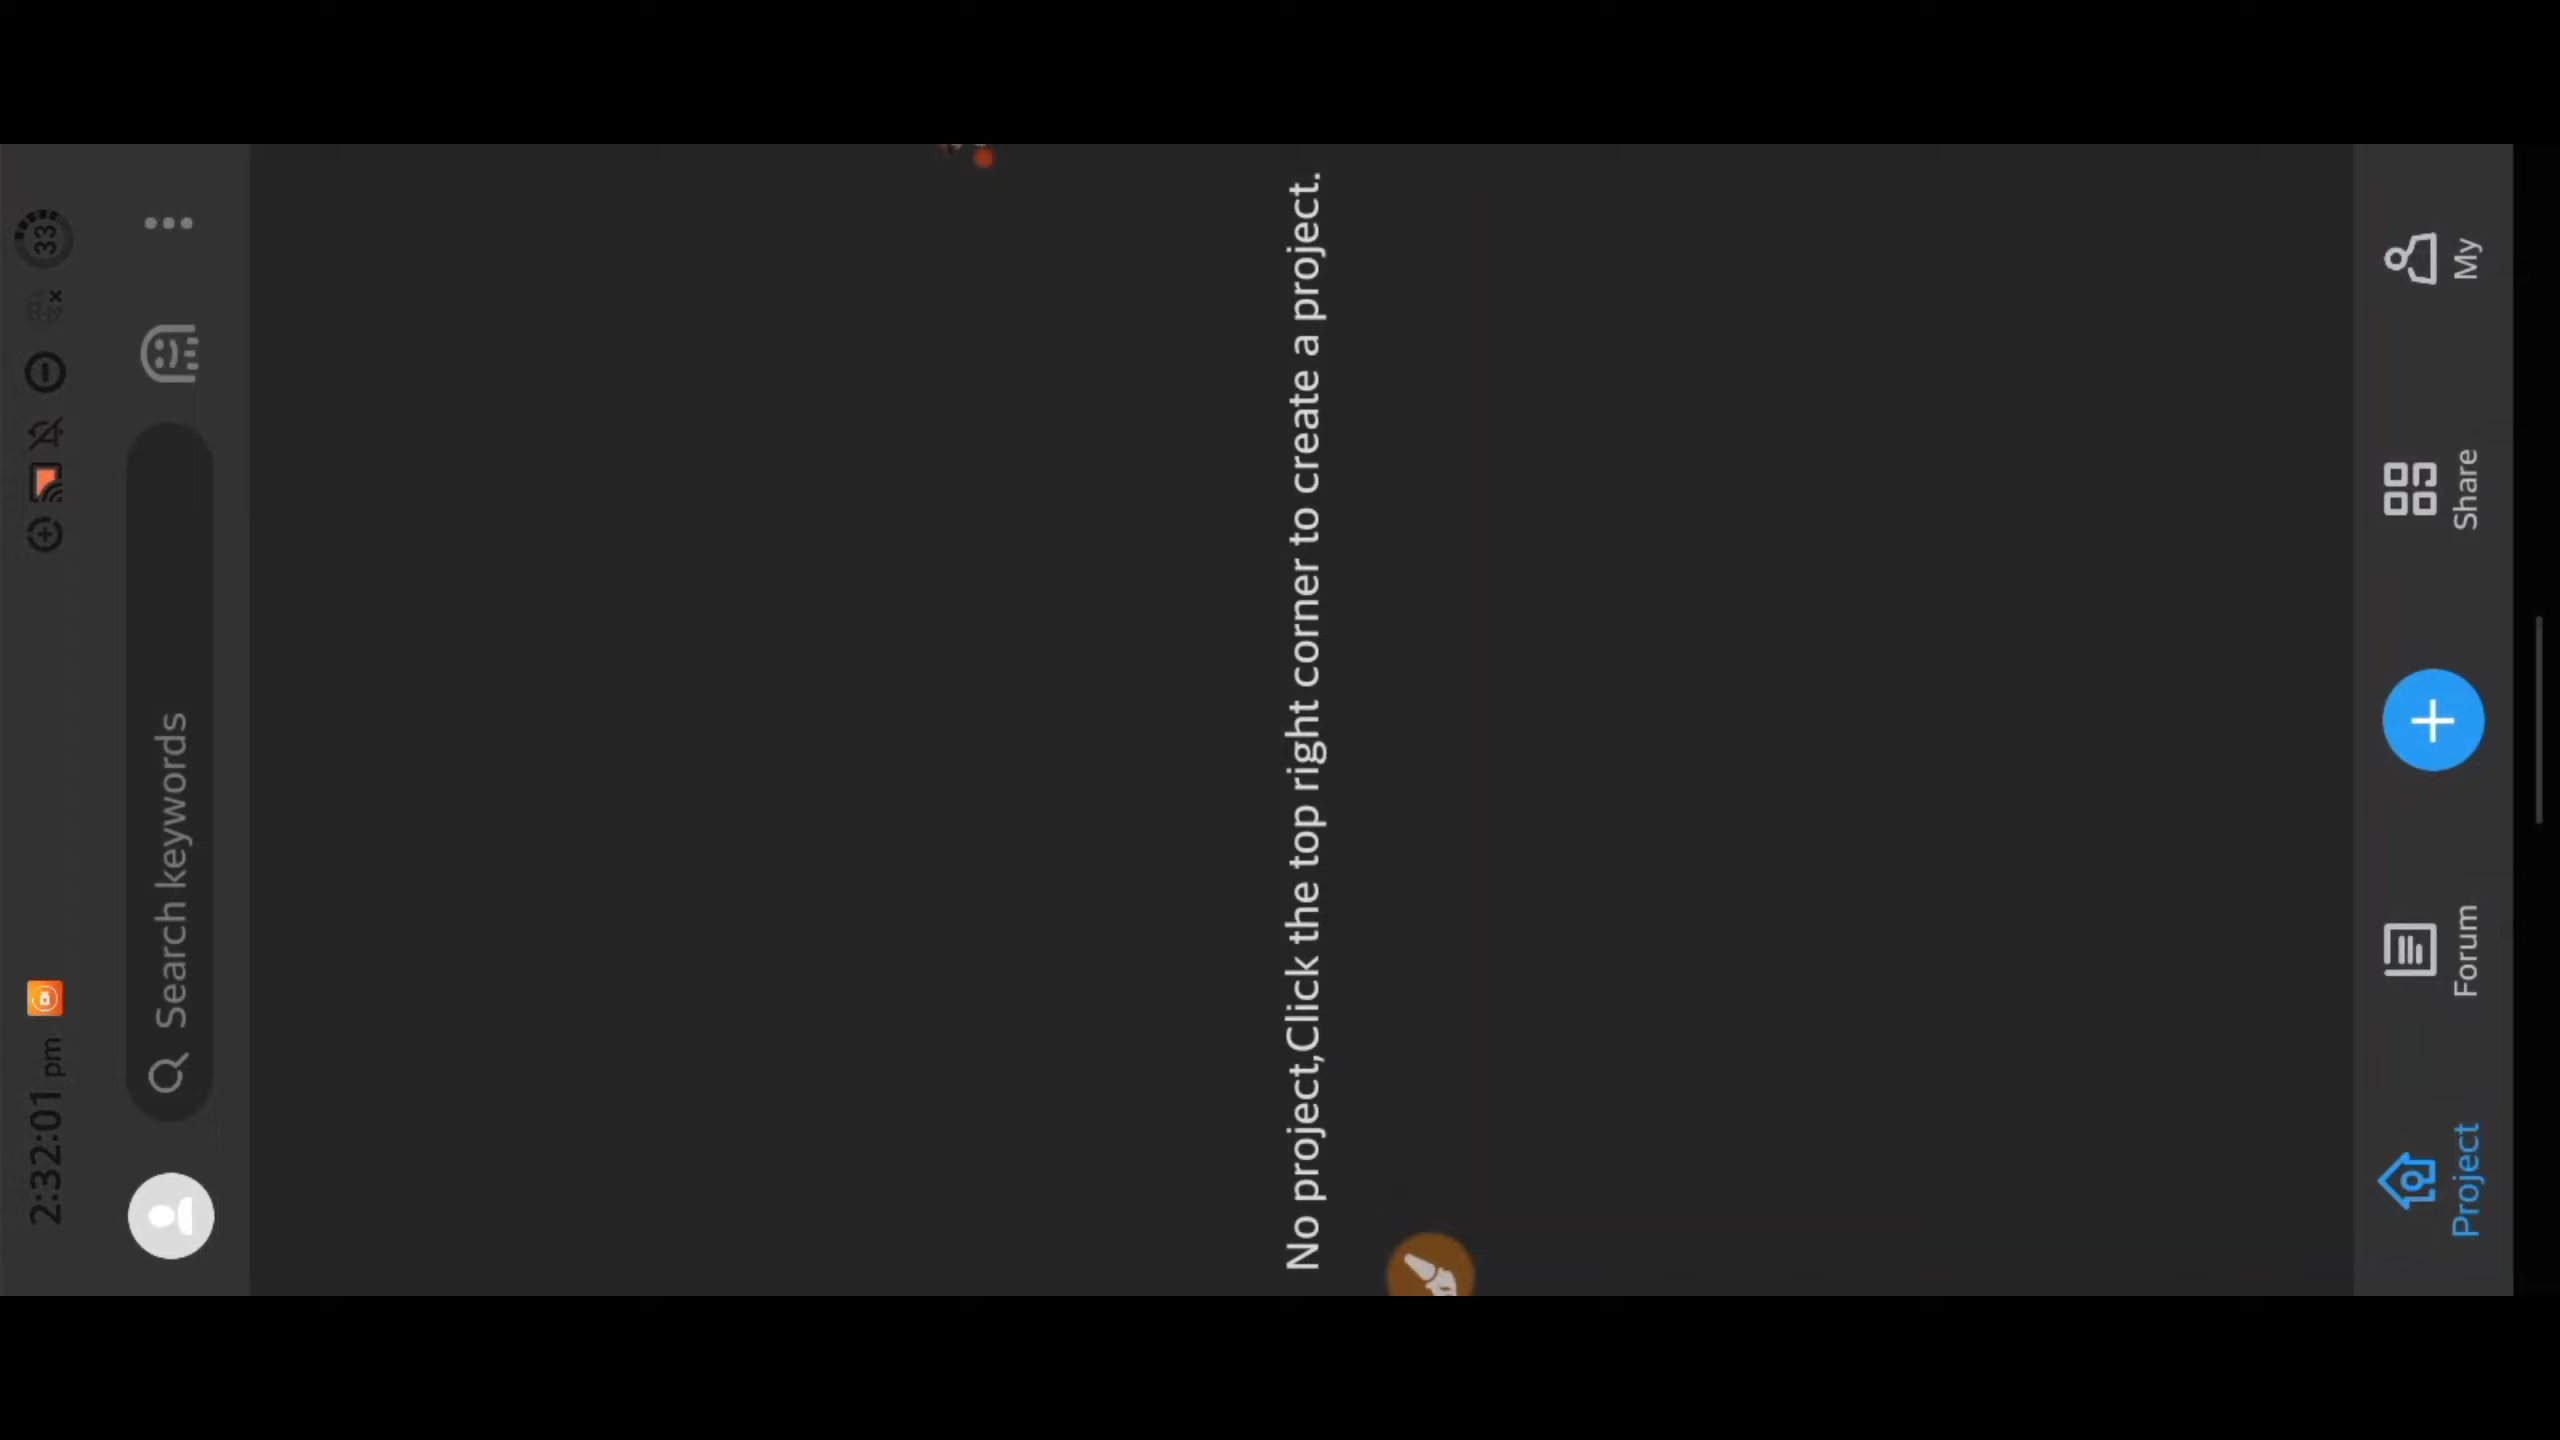 2:32:01 pm
33
Search keywords
No project,Click the top right corner to create a project.
Project
Forum
Share
My